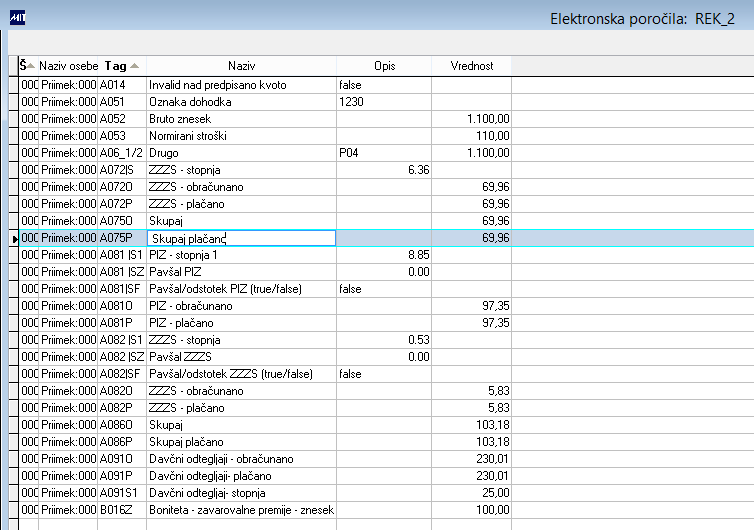 MIT Elektronska poročila: REK_2
Š Naziv osebe Tag Naziv Opis Vrednost
000 Priimek:000 A014 Invalid nad predpisano kvoto false
000 Priimek:000 A051 Oznaka dohodka 1230
000 Priimek:000 A052 Bruto znesek 1.100,00
000 Priimek:000 A053 Normirani stroški 110,00
000 Priimek:000 A06_1/2 Drugo P04 1.100,00
000 Priimek:000 A072|S ZZZS - stopnja 6.36
000 Priimek:000 A072O ZZZS - obračunano 69,96
000 Priimek:000 A072P ZZZS - plačano 69,96
000 Priimek:000 A075O Skupaj 69,96
000 Priimek:000 A075P Skupaj plačano 69,96
000 Priimek:000 A081 |S1 PIZ - stopnja 1 8.85
000 Priimek:000 A081 |SZ Pavšal PIZ 0.00
000 Priimek:000 A081|SF Pavšal/odstotek PIZ (true/false) false
000 Priimek:000 A081O PIZ - obračunano 97,35
000 Priimek:000 A081P PIZ - plačano 97,35
000 Priimek:000 A082 |S1 ZZZS - stopnja 0.53
000 Priimek:000 A082 |SZ Pavšal ZZZS 0.00
000 Priimek:000 A082|SF Pavšal/odstotek ZZZS (true/false) false
000 Priimek:000 A082O ZZZS - obračunano 5,83
000 Priimek:000 A082P ZZZS - plačano 5,83
000 Priimek:000 A086O Skupaj 103,18
000 Priimek:000 A086P Skupaj plačano 103,18
000 Priimek:000 A091O Davčni odtegljaji - obračunano 230,01
000 Priimek:000 A091P Davčni odtegljaji- plačano 230,01
000 Priimek:000 A091S1 Davčni odtegljaj- stopnja 25,00
000 Priimek:000 B016Z Boniteta - zavarovalne premije - znesek 100,00